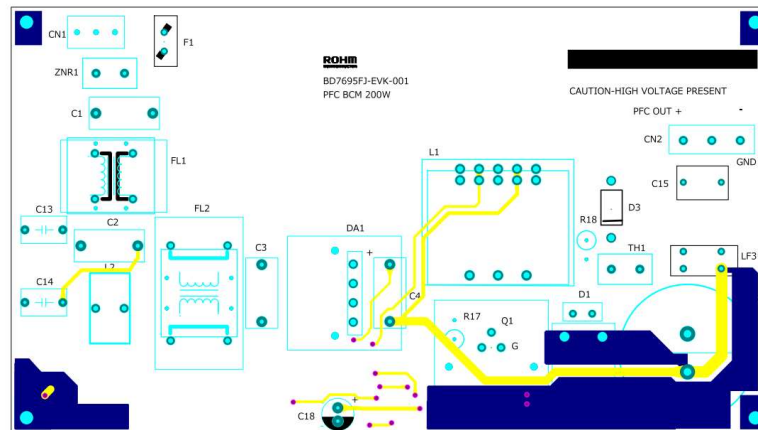 CN1
F1
ROHM
ZNR1
BD7695FJ-EVK-001
PFC BCM 200W
CAUTION-HIGH VOLTAGE PRESENT
C1
PFC OUT + -
CN2
FL1
L1
GND
C15
C13
C2
FL2
DA1
R18
D3
C3
+
TH1
LF3
L2
C14
C4
D1
R17
Q1
G
C18
+